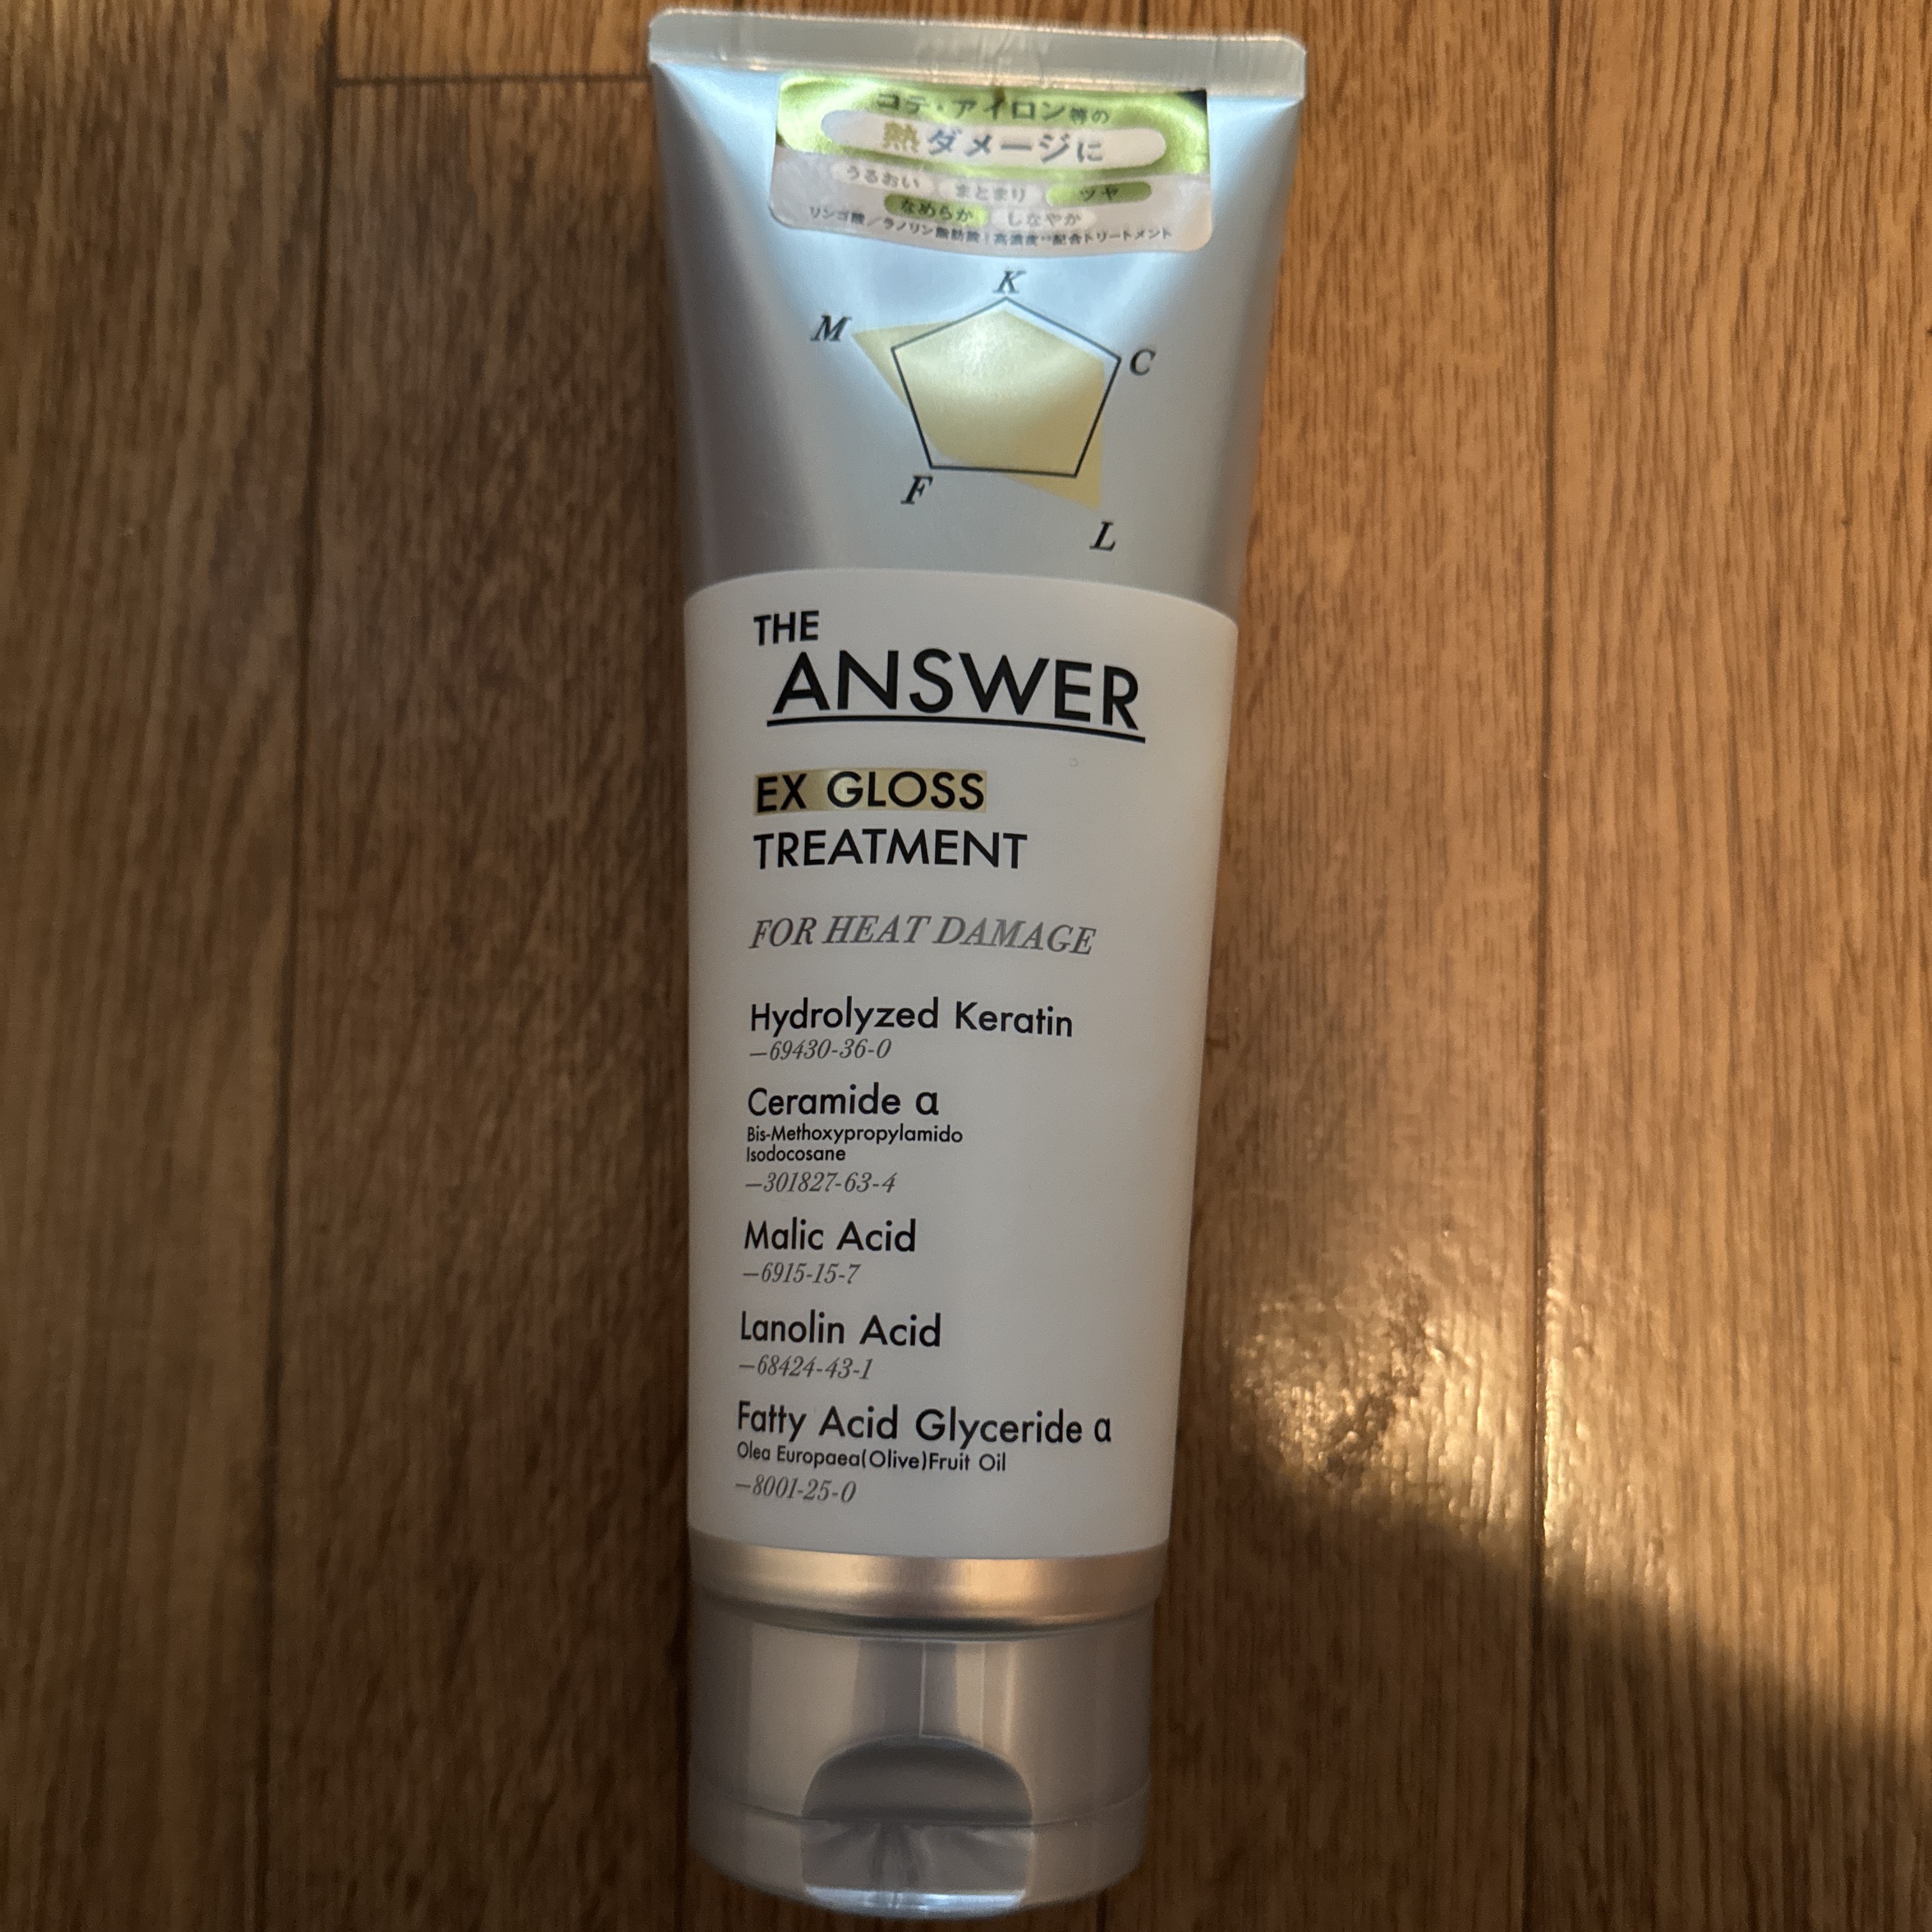 コテ・アイロン等の
熱ダメージに
うるおい まとまり ツヤ
なめらか しなやか
リンゴ酸／ラノリン脂肪酸！高濃度 配合トリートメント
K
M
C
F
L
THE
ANSWER
EX GLOSS
TREATMENT
FOR HEAT DAMAGE
Hydrolyzed Keratin
—69430-36-0
Ceramide α
Bis-Methoxypropylamido
Isodocosane
—301827-63-4
Malic Acid
—6915-15-7
Lanolin Acid
—68424-43-1
Fatty Acid Glyceride α
Olea Europaea(Olive)Fruit Oil
—8001-25-0